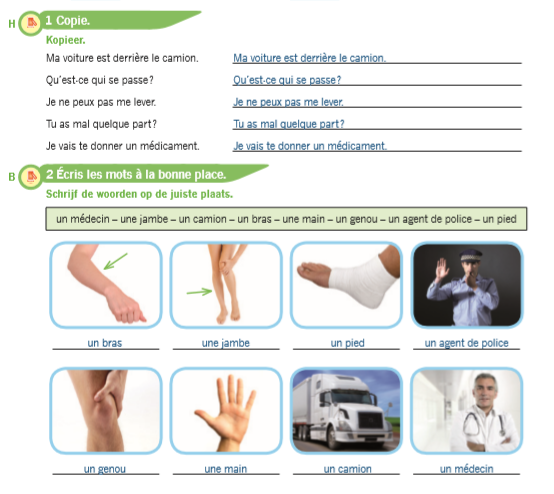 H 1 Copie.
Kopieer.
Ma voiture est derrière le camion. Ma voiture est derrière le camion.
Qu'est-ce qui se passe? Qu'est-ce qui se passe?
Je ne peux pas me lever. Je ne peux pas me lever.
Tu as mal quelque part? Tu as mal quelque part?
Je vais te donner un médicament. Je vais te donner un médicament.
B 2 Écris les mots à la bonne place.
Schrijf de woorden op de juiste plaats.
un médecin – une jambe – un camion – un bras – une main – un genou – un agent de police – un pied
un bras une jambe un pied un agent de police
un genou une main un camion un médecin